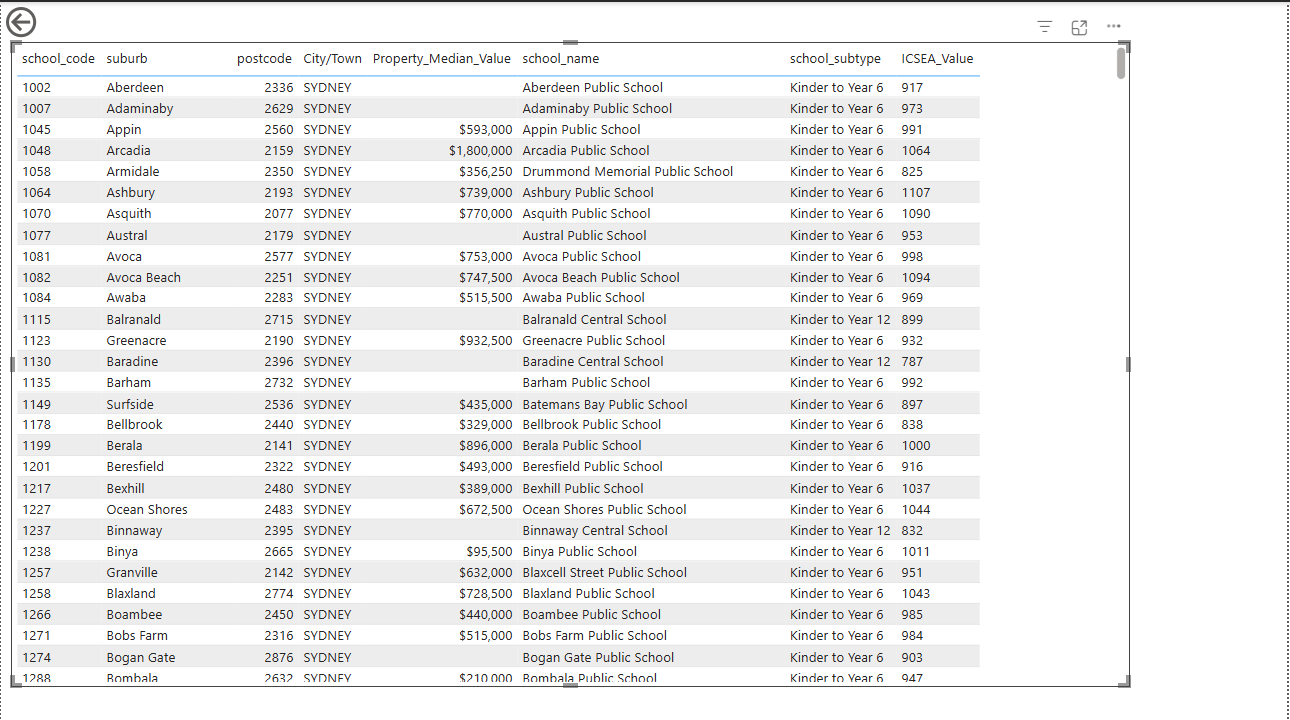 school_code suburb postcode City/Town Property_Median_Value school_name school_subtype ICSEA_Value
1002 Aberdeen 2336 SYDNEY Aberdeen Public School Kinder to Year 6 917
1007 Adaminaby 2629 SYDNEY Adaminaby Public School Kinder to Year 6 973
1045 Appin 2560 SYDNEY $593,000 Appin Public School Kinder to Year 6 991
1048 Arcadia 2159 SYDNEY $1,800,000 Arcadia Public School Kinder to Year 6 1064
1058 Armidale 2350 SYDNEY $356,250 Drummond Memorial Public School Kinder to Year 6 825
1064 Ashbury 2193 SYDNEY $739,000 Ashbury Public School Kinder to Year 6 1107
1070 Asquith 2077 SYDNEY $770,000 Asquith Public School Kinder to Year 6 1090
1077 Austral 2179 SYDNEY Austral Public School Kinder to Year 6 953
1081 Avoca 2577 SYDNEY $753,000 Avoca Public School Kinder to Year 6 998
1082 Avoca Beach 2251 SYDNEY $747,500 Avoca Beach Public School Kinder to Year 6 1094
1084 Awaba 2283 SYDNEY $515,500 Awaba Public School Kinder to Year 6 969
1115 Balranald 2715 SYDNEY Balranald Central School Kinder to Year 12 899
1123 Greenacre 2190 SYDNEY $932,500 Greenacre Public School Kinder to Year 6 932
1130 Baradine 2396 SYDNEY Baradine Central School Kinder to Year 12 787
1135 Barham 2732 SYDNEY Barham Public School Kinder to Year 6 992
1149 Surfside 2536 SYDNEY $435,000 Batemans Bay Public School Kinder to Year 6 897
1178 Bellbrook 2440 SYDNEY $329,000 Bellbrook Public School Kinder to Year 6 838
1199 Berala 2141 SYDNEY $896,000 Berala Public School Kinder to Year 6 1000
1201 Beresfield 2322 SYDNEY $493,000 Beresfield Public School Kinder to Year 6 916
1217 Bexhill 2480 SYDNEY $389,000 Bexhill Public School Kinder to Year 6 1037
1227 Ocean Shores 2483 SYDNEY $672,500 Ocean Shores Public School Kinder to Year 6 1044
1237 Binnaway 2395 SYDNEY Binnaway Central School Kinder to Year 12 832
1238 Binya 2665 SYDNEY $95,500 Binya Public School Kinder to Year 6 1011
1257 Granville 2142 SYDNEY $632,000 Blaxcell Street Public School Kinder to Year 6 951
1258 Blaxland 2774 SYDNEY $728,500 Blaxland Public School Kinder to Year 6 1043
1266 Boambee 2450 SYDNEY $440,000 Boambee Public School Kinder to Year 6 985
1271 Bobs Farm 2316 SYDNEY $515,000 Bobs Farm Public School Kinder to Year 6 984
1274 Bogan Gate 2876 SYDNEY Bogan Gate Public School Kinder to Year 6 903
1288 Bombala 2632 SYDNEY $210,000 Bombala Public School Kinder to Year 6 947